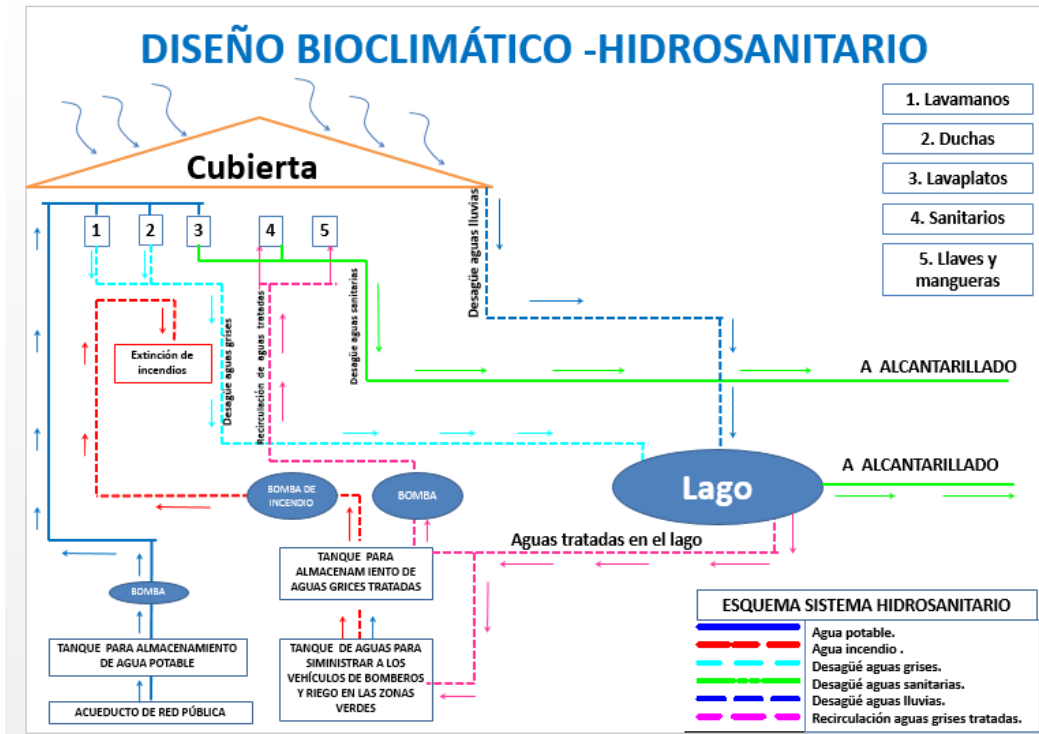 DISEÑO BIOCLIMÁTICO -HIDROSANITARIO
1. Lavamanos
2. Duchas
3. Lavaplatos
4. Sanitarios
5. Llaves y
mangueras
Cubierta
1
2
3
4
5
Desagüe aguas lluvias
Desagüe aguas grises
Recirculación de aguas tratadas
Desagüe aguas sanitarias
Extinción de
incendios
A ALCANTARILLADO
A ALCANTARILLADO
Lago
BOMBA DE
INCENDIO
BOMBA
Aguas tratadas en el lago
TANQUE PARA
ALMACENAMIENTO DE
AGUAS GRICES TRATADAS
BOMBA
TANQUE PARA ALMACENAMIENTO
DE AGUA POTABLE
TANQUE DE AGUAS PARA
SIMINISTRAR A LOS
VEHÍCULOS DE BOMBEROS
Y RIEGO EN LAS ZONAS
VERDES
ACUEDUCTO DE RED PÚBLICA
ESQUEMA SISTEMA HIDROSANITARIO
Agua potable.
Agua incendio .
Desagüé aguas grises.
Desagüé aguas sanitarias.
Desagüé aguas lluvias.
Recirculación aguas grises tratadas.